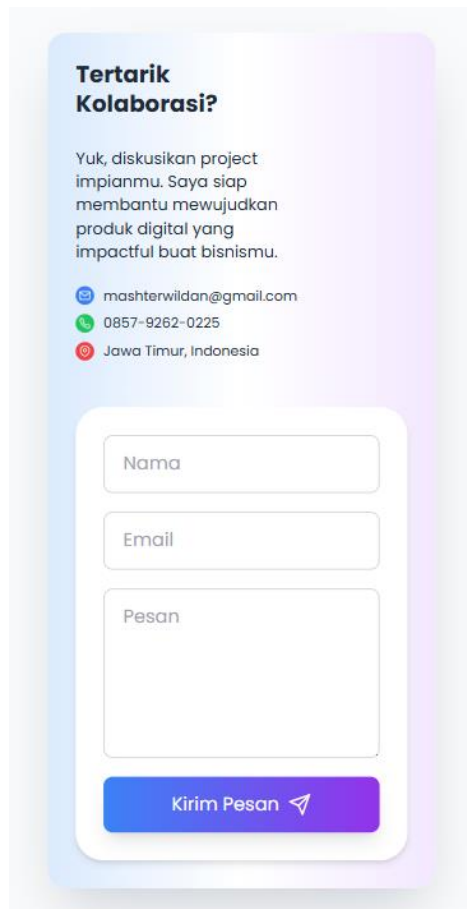 Tertarik
Kolaborasi?
Yuk, diskusikan project
impianmu. Saya siap
membantu mewujudkan
produk digital yang
impactful buat bisnismu.
mashterwildan@gmail.com
0857-9262-0225
Jawa Timur, Indonesia
Nama
Email
Pesan
Kirim Pesan